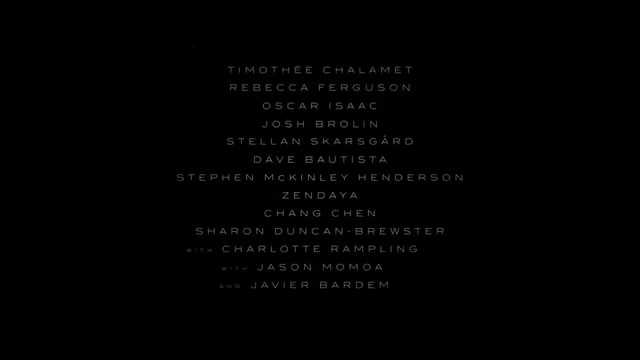 TIMOTHÉE CHALAMET
REBECCA FERGUSON
OSCAR ISAAC
JOSH BROLIN
STELLAN SKARSGÅRD
DAVE BAUTISTA
STEPHEN McKINLEY HENDERSON
ZENDAYA
CHANG CHEN
SHARON DUNCAN-BREWSTER
WITH CHARLOTTE RAMPLING
WITH JASON MOMOA
AND JAVIER BARDEM